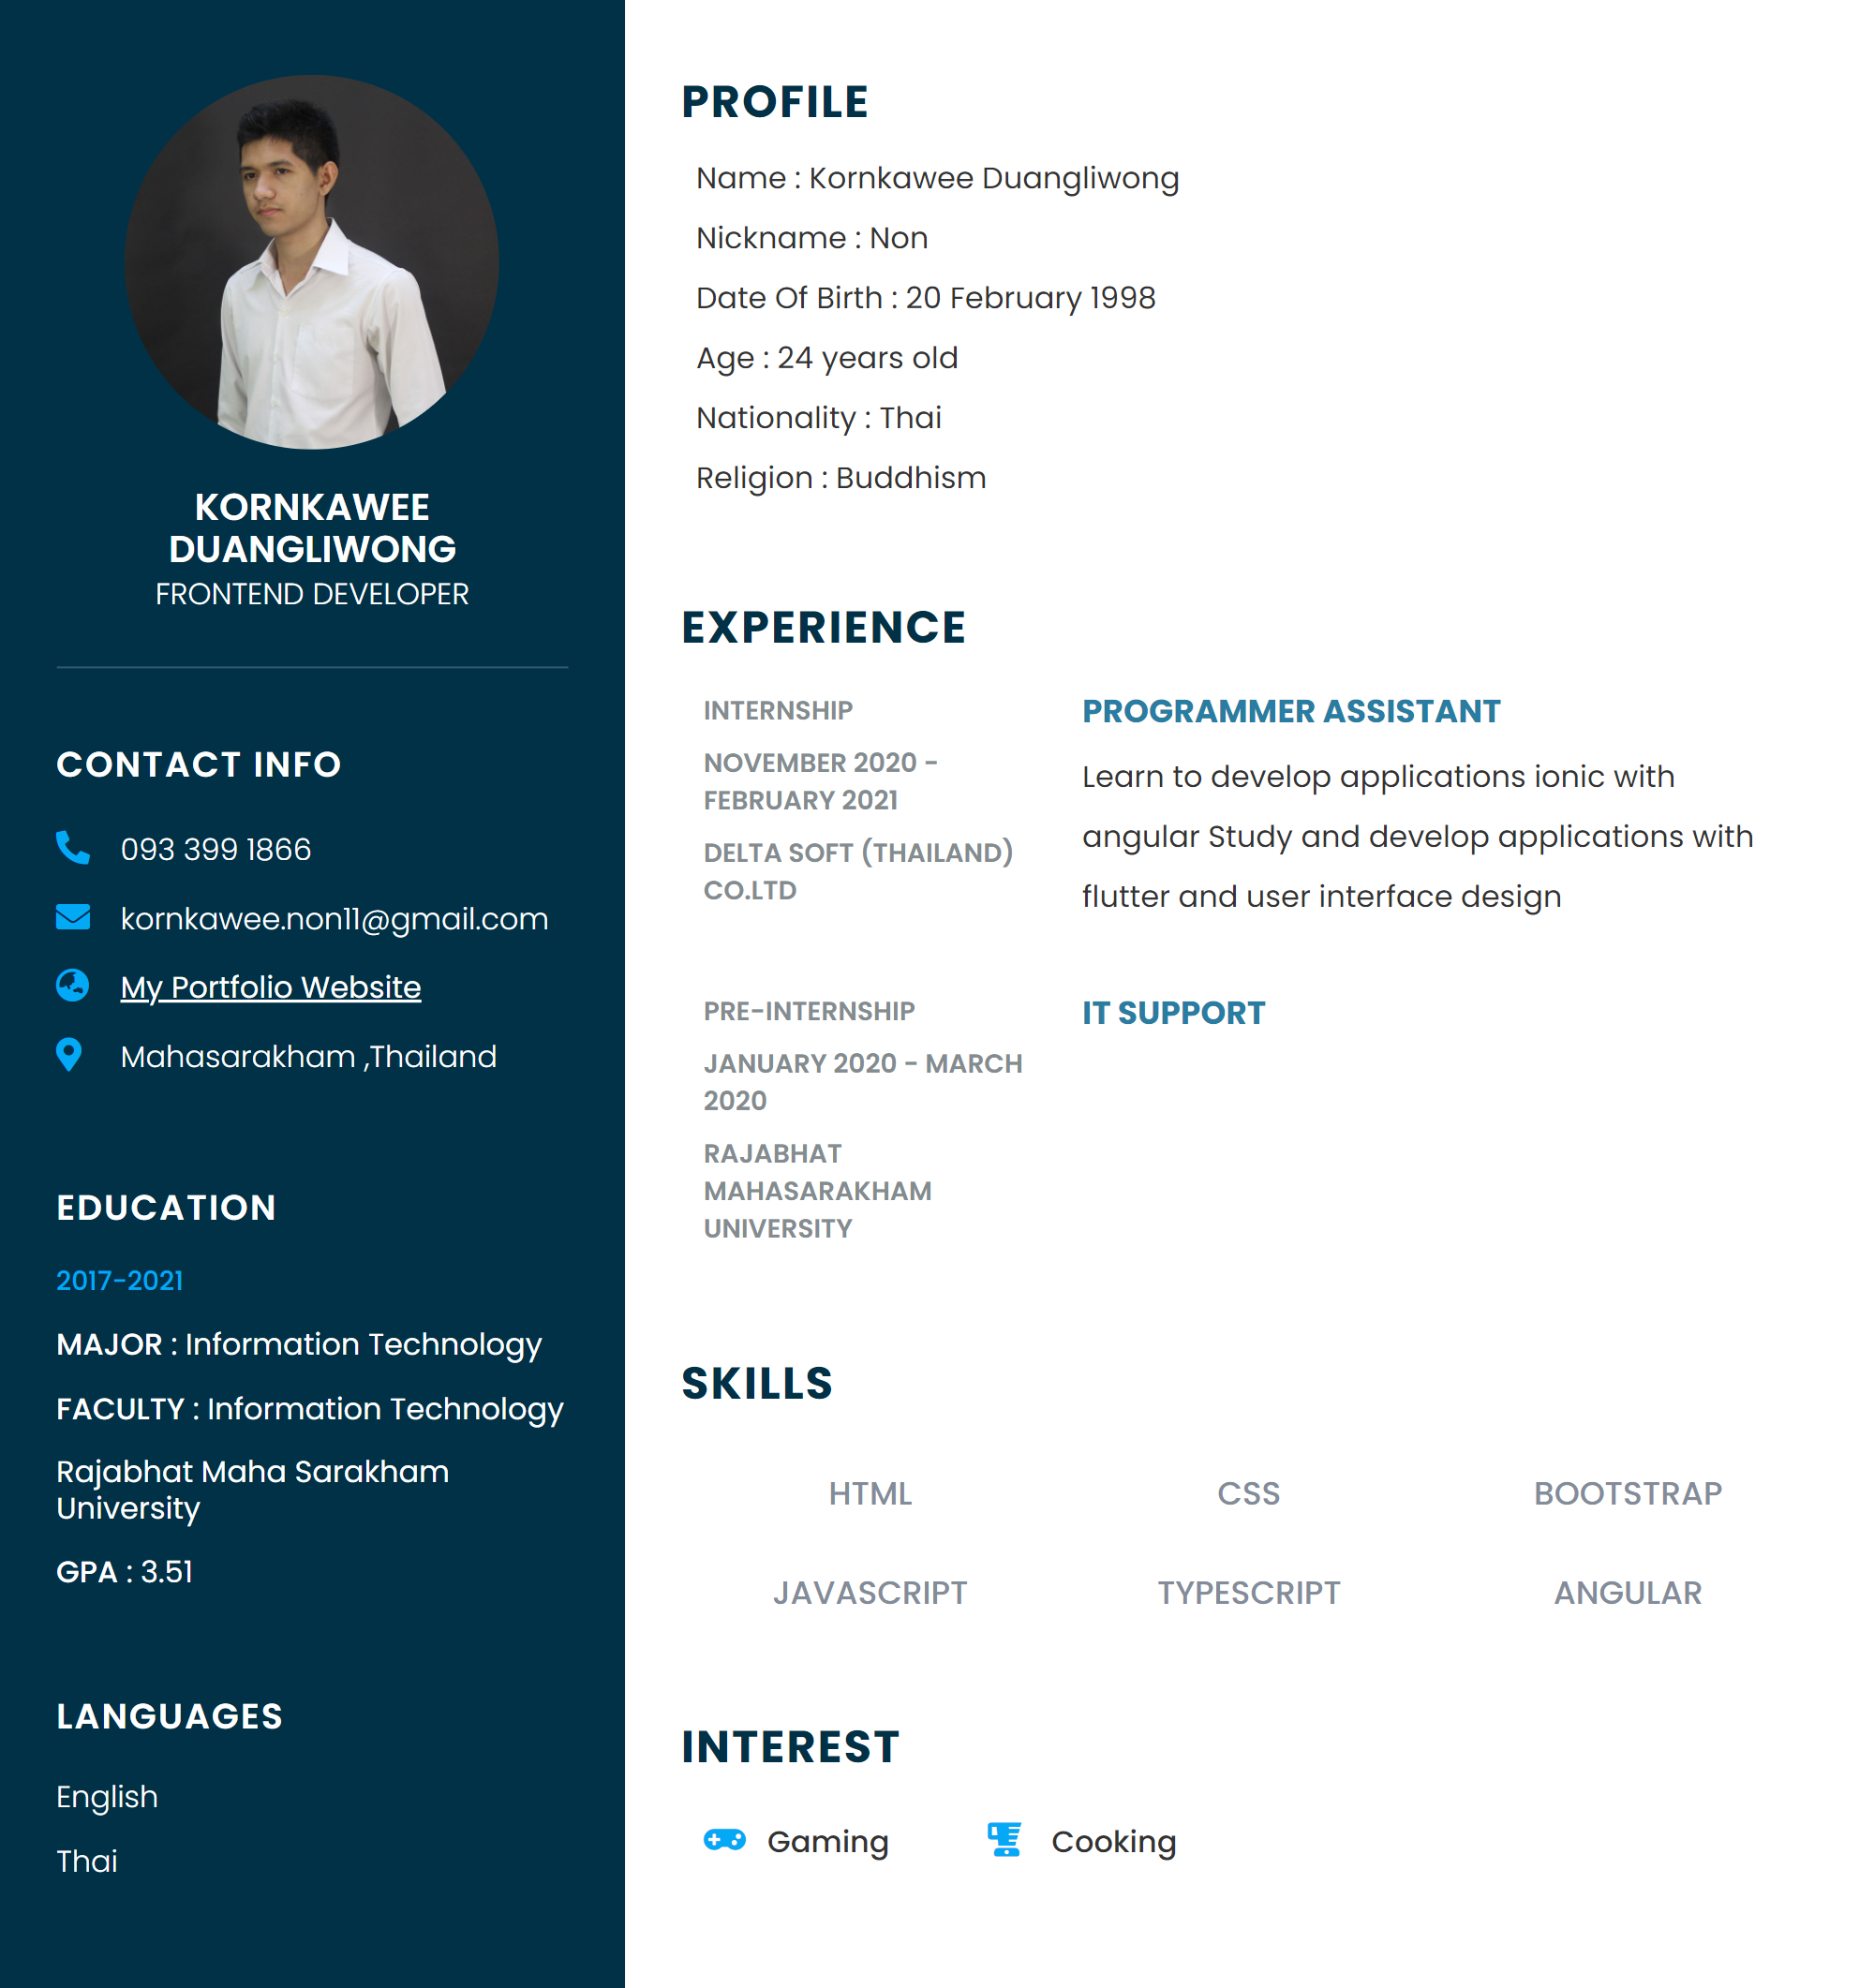 KORNKAWEE
DUANGLIWONG
FRONTEND DEVELOPER
CONTACT INFO
093 399 1866
kornkawee.non11@gmail.com
My Portfolio Website
Mahasarakham ,Thailand
EDUCATION
2017-2021
MAJOR : Information Technology
FACULTY : Information Technology
Rajabhat Maha Sarakham
University
GPA : 3.51
LANGUAGES
English
Thai
PROFILE
Name : Kornkawee Duangliwong
Nickname : Non
Date Of Birth : 20 February 1998
Age : 24 years old
Nationality : Thai
Religion : Buddhism
EXPERIENCE
INTERNSHIP
NOVEMBER 2020 -
FEBRUARY 2021
DELTA SOFT (THAILAND)
CO.LTD
PROGRAMMER ASSISTANT
Learn to develop applications ionic with
angular Study and develop applications with
flutter and user interface design
PRE-INTERNSHIP
JANUARY 2020 - MARCH
2020
RAJABHAT
MAHASARAKHAM
UNIVERSITY
IT SUPPORT
SKILLS
HTML CSS BOOTSTRAP
JAVASCRIPT TYPESCRIPT ANGULAR
INTEREST
Gaming Cooking